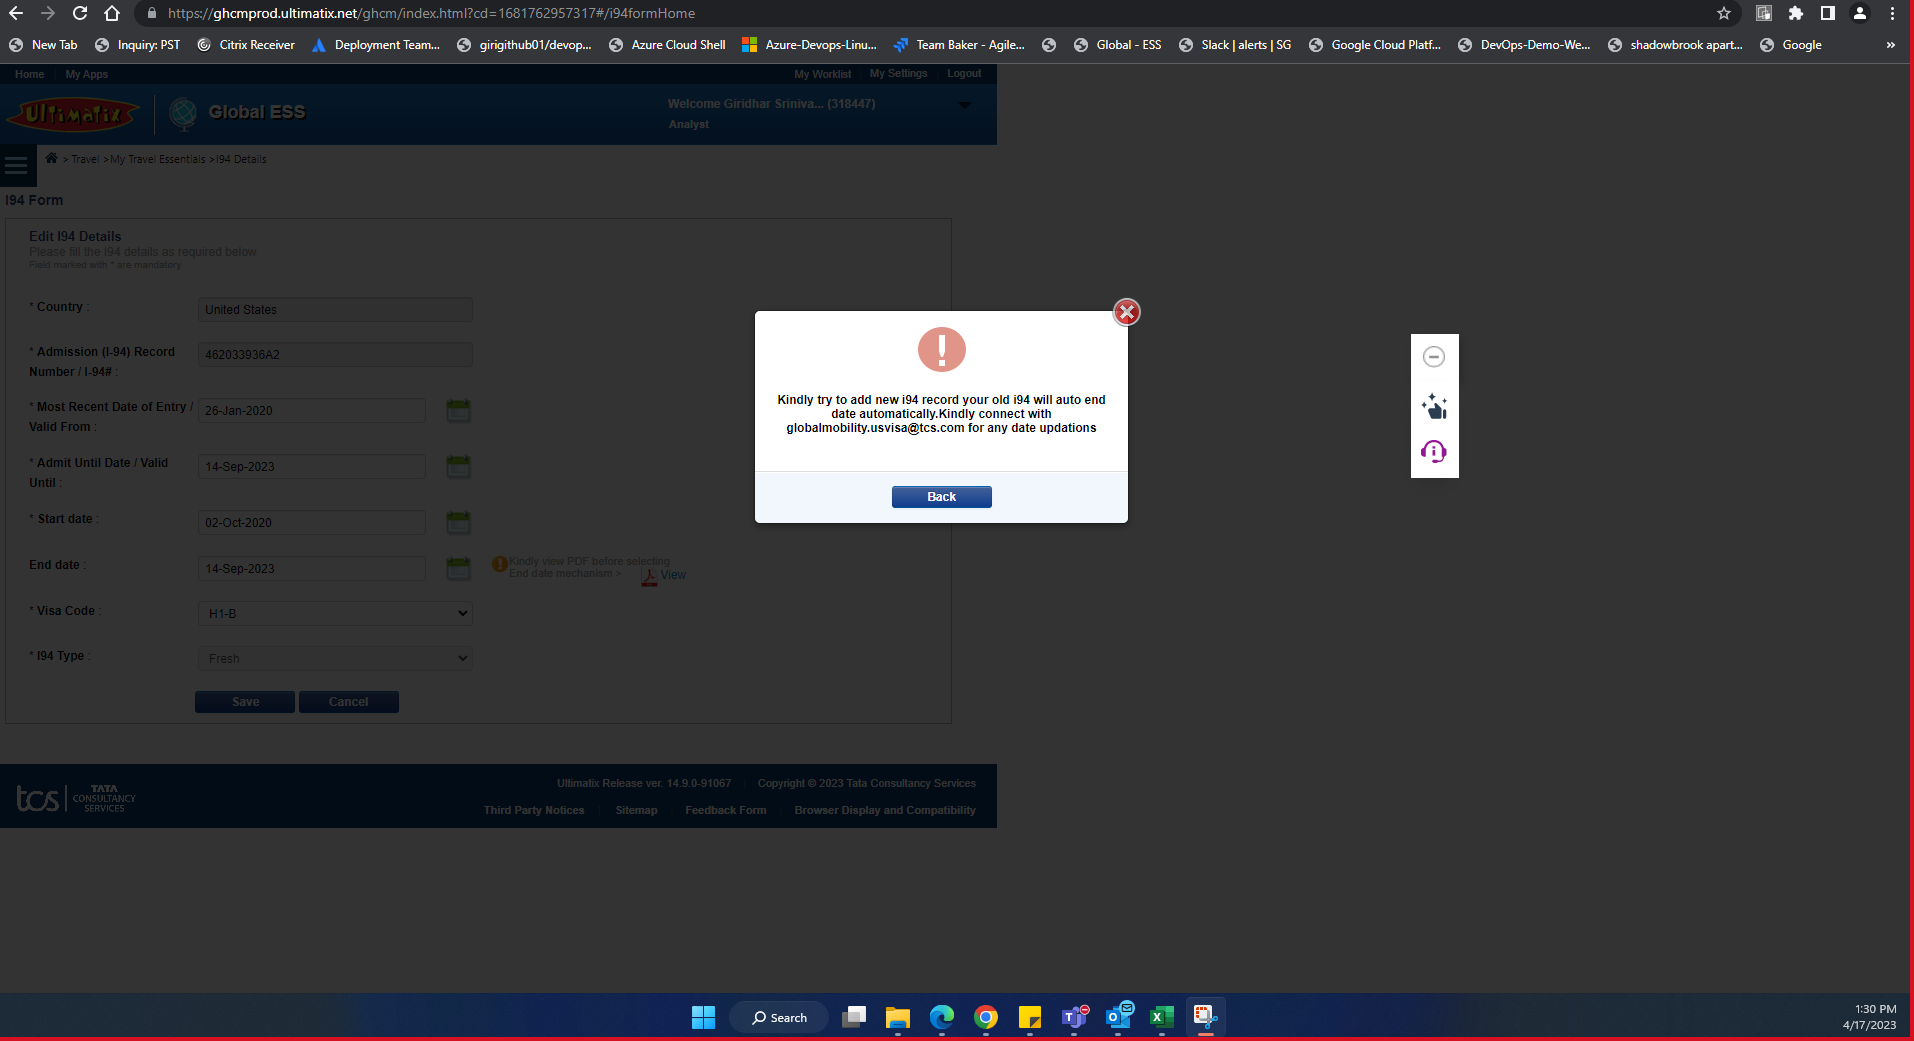 https://ghcmprod.ultimatix.net/ghcm/index.html?cd=1681762957317#/i94formHome
New Tab Inquiry: PST Citrix Receiver Deployment Team... girigithub01/devop... Azure Cloud Shell Azure-Devops-Linu... Team Baker - Agile... Global - ESS Slack | alerts | SG Google Cloud Platf... DevOps-Demo-We... shadowbrook apart... Google »
Home My Apps My Worklist My Settings Logout
Ultimatix Global ESS Welcome Giridhar Sriniva... (318447)
Analyst
> Travel >My Travel Essentials >I94 Details
I94 Form
Edit I94 Details
Please fill the I94 details as required below
Field marked with * are mandatory
* Country : United States
* Admission (I-94) Record
Number / I-94# : 462033936A2
* Most Recent Date of Entry /
Valid From : 26-Jan-2020
* Admit Until Date / Valid
Until : 14-Sep-2023
* Start date : 02-Oct-2020
End date : 14-Sep-2023
Kindly view PDF before selecting
End date mechanism > View
* Visa Code : H1-B
* I94 Type : Fresh
Save Cancel
Kindly try to add new i94 record your old i94 will auto end
date automatically.Kindly connect with
globalmobility.usvisa@tcs.com for any date updations
Back
tcs TATA
CONSULTANCY
SERVICES
Ultimatix Release ver. 14.9.0-91067 Copyright © 2023 Tata Consultancy Services
Third Party Notices Sitemap Feedback Form Browser Display and Compatibility
Search
1:30 PM
4/17/2023